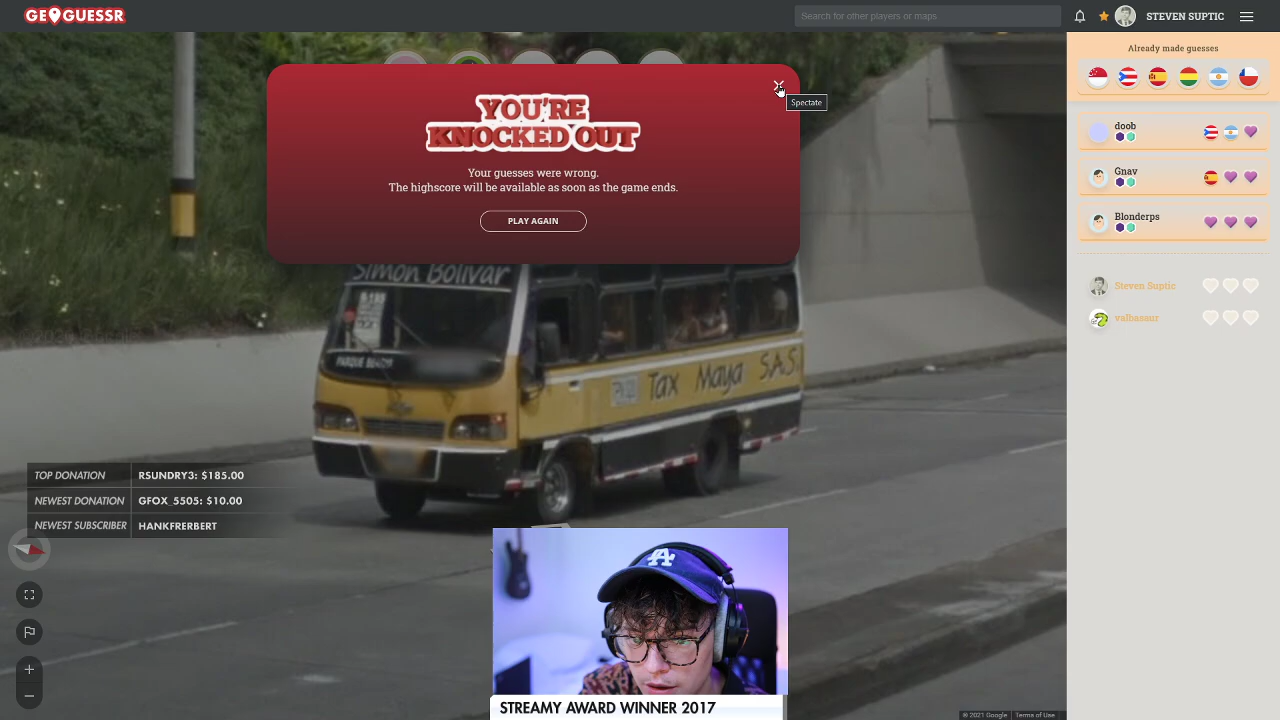 GEOGUESSR
Search for other players or maps
STEVEN SUPTIC
Already made guesses
Spectate
YOU'RE
KNOCKED OUT
Your guesses were wrong.
The highscore will be available as soon as the game ends.
PLAY AGAIN
doob
Gnav
Blonderps
Steven Suptic
valbasaur
Simon Bolivar
Tax Maya S.A.S.
TOP DONATION RSUNDRY3: $185.00
NEWEST DONATION GFOX_5505: $10.00
NEWEST SUBSCRIBER HANKFRERBERT
STREAMY AWARD WINNER 2017
© 2021 Google Terms of Use